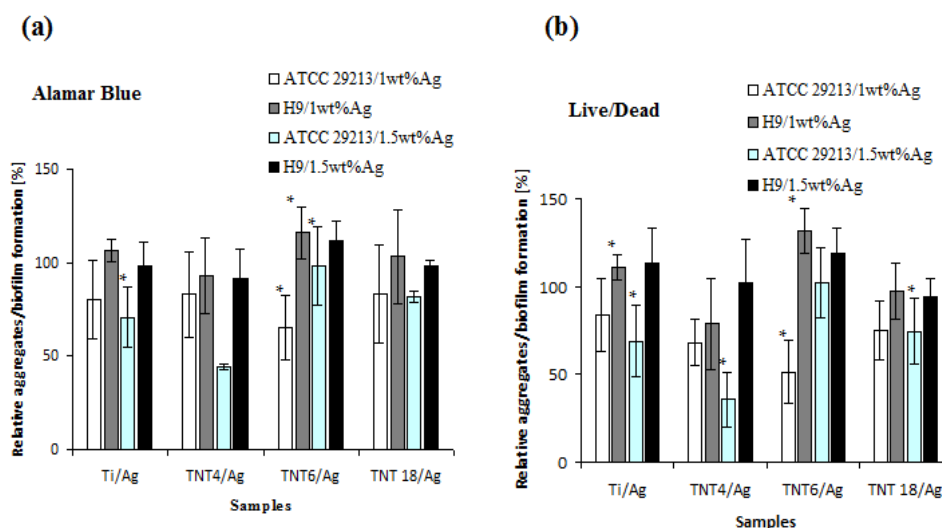 (a)
Alamar Blue
ATCC 29213/1wt%Ag
H9/1wt%Ag
ATCC 29213/1.5wt%Ag
H9/1.5wt%Ag
Relative aggregates/biofilm formation [%]
150
100
50
0
* * * *
Ti/Ag TNT4/Ag TNT6/Ag TNT 18/Ag
Samples
(b)
Live/Dead
ATCC 29213/1wt%Ag
H9/1wt%Ag
ATCC 29213/1.5wt%Ag
H9/1.5wt%Ag
Relative aggregates/biofilm formation [%]
150
100
50
0
* * * * * *
Ti/Ag TNT4/Ag TNT6/Ag TNT 18/Ag
Samples